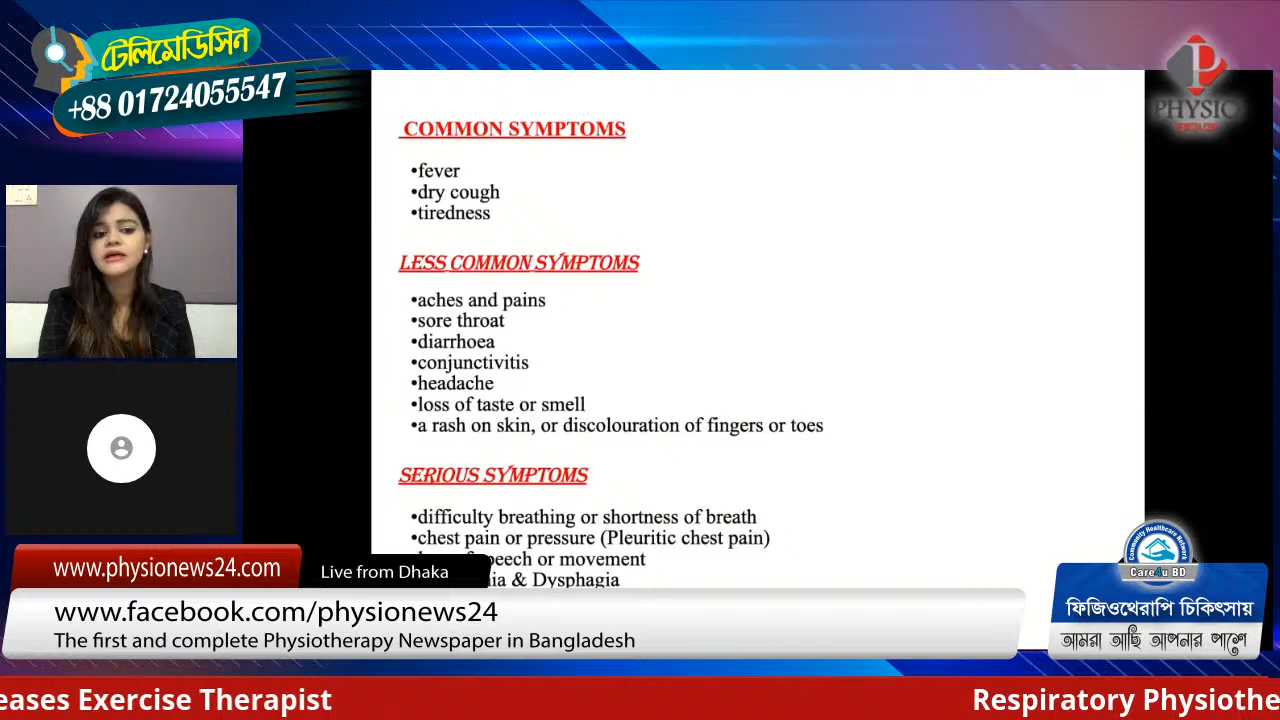 টেলিমেডিসিন
+88 01724055547
PHYSIO
COMMON SYMPTOMS
•fever
•dry cough
•tiredness
LESS COMMON SYMPTOMS
•aches and pains
•sore throat
•diarrhoea
•conjunctivitis
•headache
•loss of taste or smell
•a rash on skin, or discolouration of fingers or toes
SERIOUS SYMPTOMS
•difficulty breathing or shortness of breath
•chest pain or pressure (Pleuritic chest pain)
speech or movement
& Dysphagia
www.physionews24.com
Live from Dhaka
www.facebook.com/physionews24
The first and complete Physiotherapy Newspaper in Bangladesh
Community Healthcare Network
Care4u BD
ফিজিওথেরাপি চিকিৎসায়
আমরা আছি আপনার পাশে
eases Exercise Therapist
Respiratory Physiothe